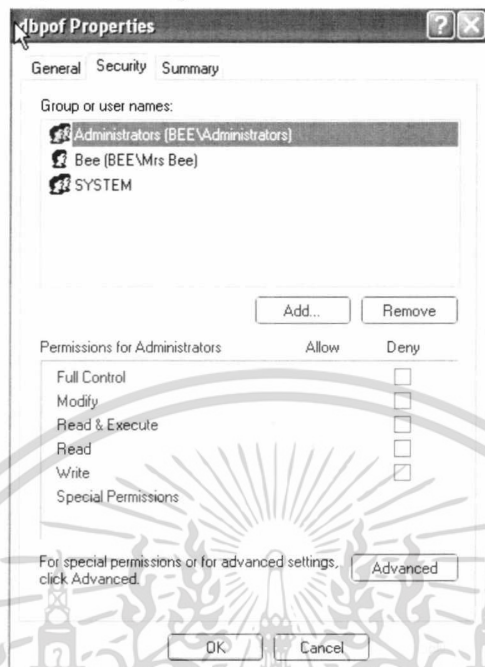 dbpof Properties
General Security Summary
Group or user names:
Administrators (BEE\Administrators)
Bee (BEE\Mrs Bee)
SYSTEM
Add... Remove
Permissions for Administrators Allow Deny
Full Control
Modify
Read & Execute
Read
Write
Special Permissions
For special permissions or for advanced settings,
click Advanced.
Advanced
OK Cancel